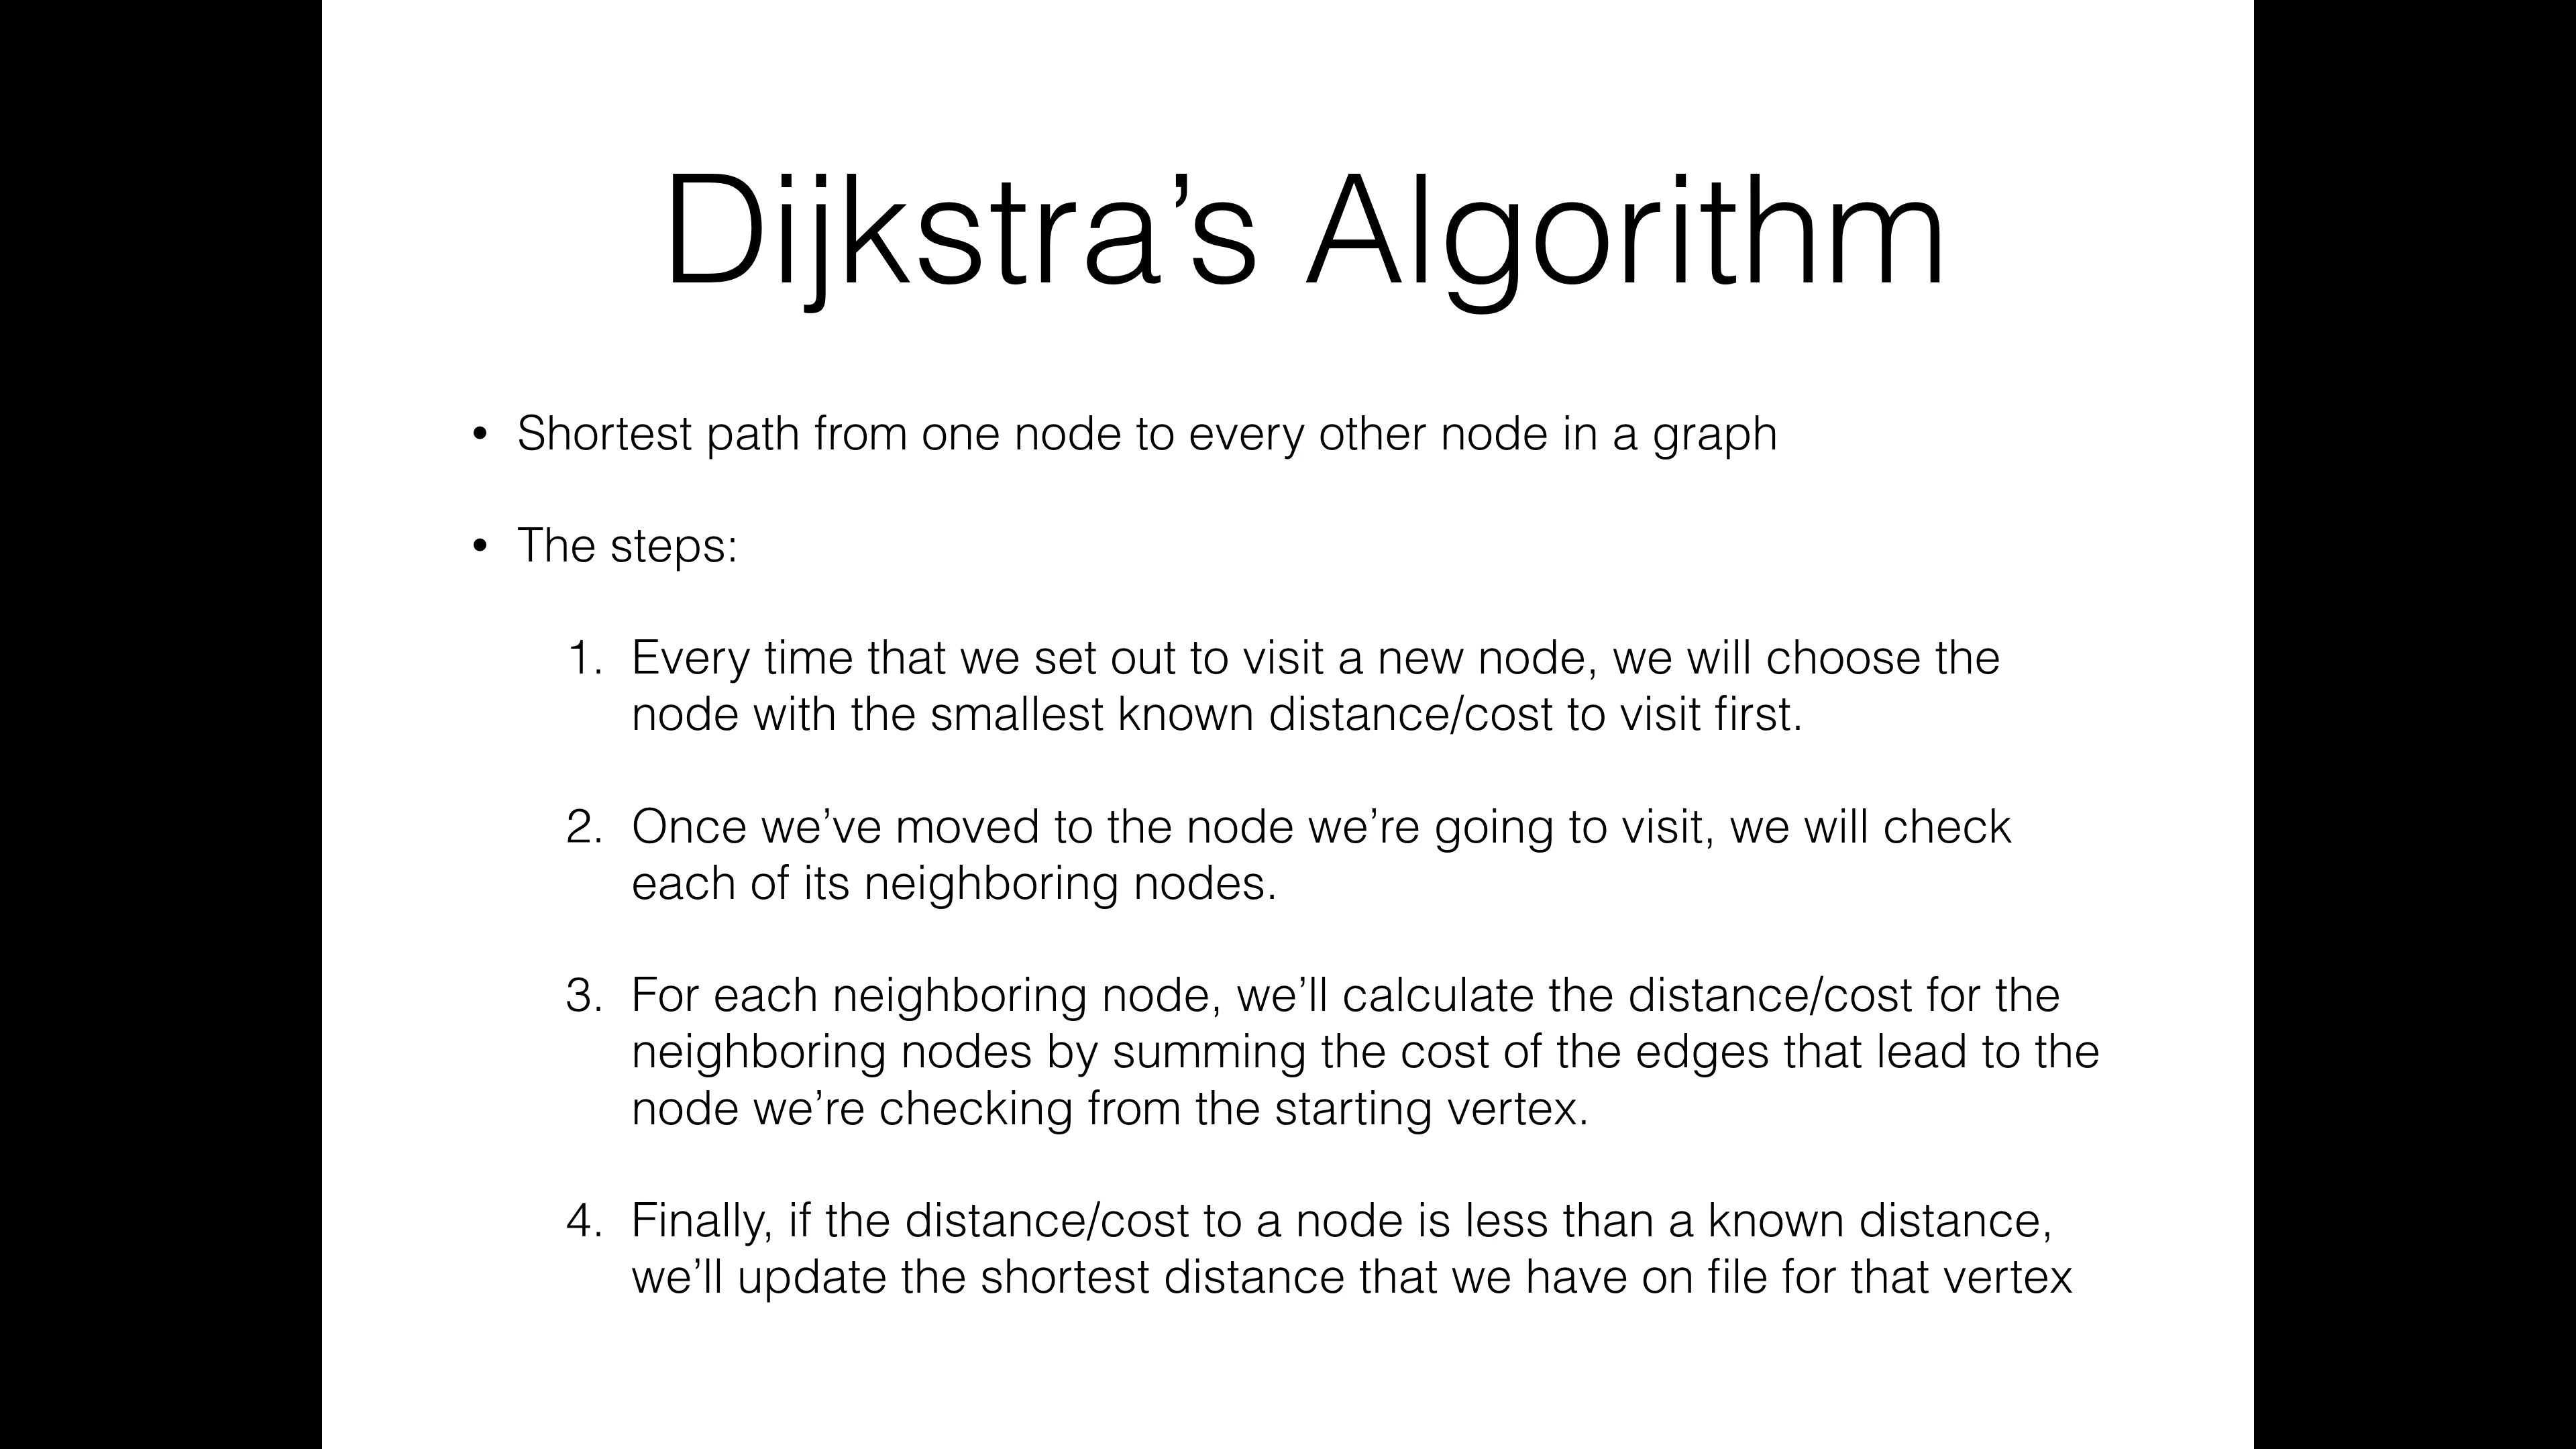 Dijkstra’s Algorithm
• Shortest path from one node to every other node in a graph
• The steps:
1. Every time that we set out to visit a new node, we will choose the
node with the smallest known distance/cost to visit first.
2. Once we’ve moved to the node we’re going to visit, we will check
each of its neighboring nodes.
3. For each neighboring node, we’ll calculate the distance/cost for the
neighboring nodes by summing the cost of the edges that lead to the
node we’re checking from the starting vertex.
4. Finally, if the distance/cost to a node is less than a known distance,
we’ll update the shortest distance that we have on file for that vertex